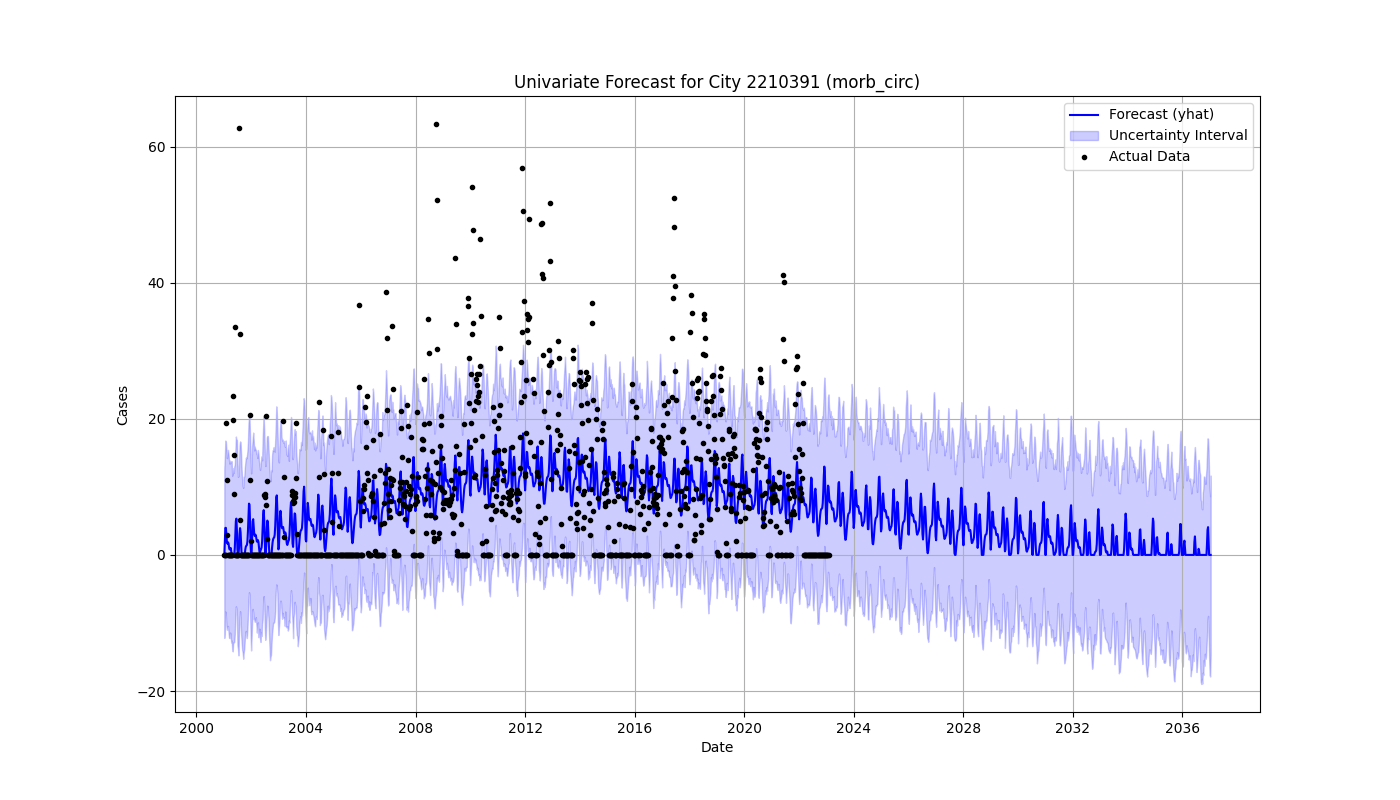 Univariate Forecast for City 2210391 (morb_circ)
Forecast (yhat)
Uncertainty Interval
Actual Data
Cases
60
40
20
0
−20
2000 2004 2008 2012 2016 2020 2024 2028 2032 2036
Date